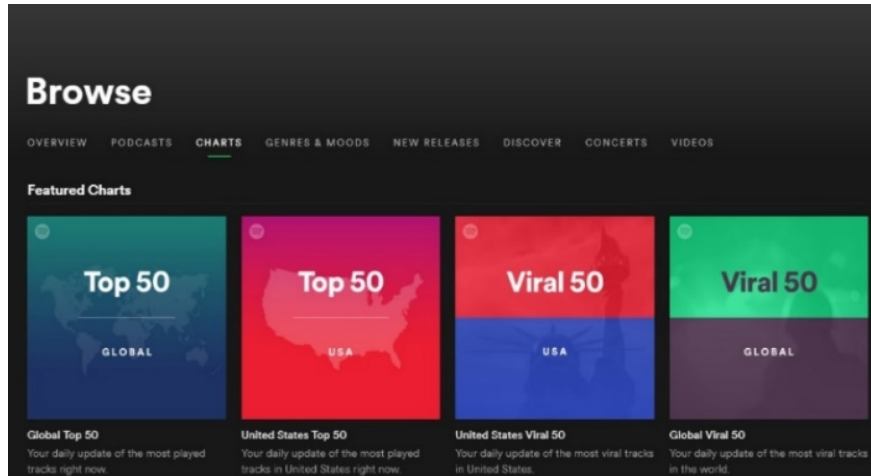 Browse
OVERVIEW PODCASTS CHARTS GENRES & MOODS NEW RELEASES DISCOVER CONCERTS VIDEOS
Featured Charts
Top 50
GLOBAL
Top 50
USA
Viral 50
USA
Viral 50
GLOBAL
Global Top 50
Your daily update of the most played
tracks right now.
United States Top 50
Your daily update of the most played
tracks in United States right now.
United States Viral 50
Your daily update of the most viral tracks
in United States.
Global Viral 50
Your daily update of the most viral tracks
in the world.